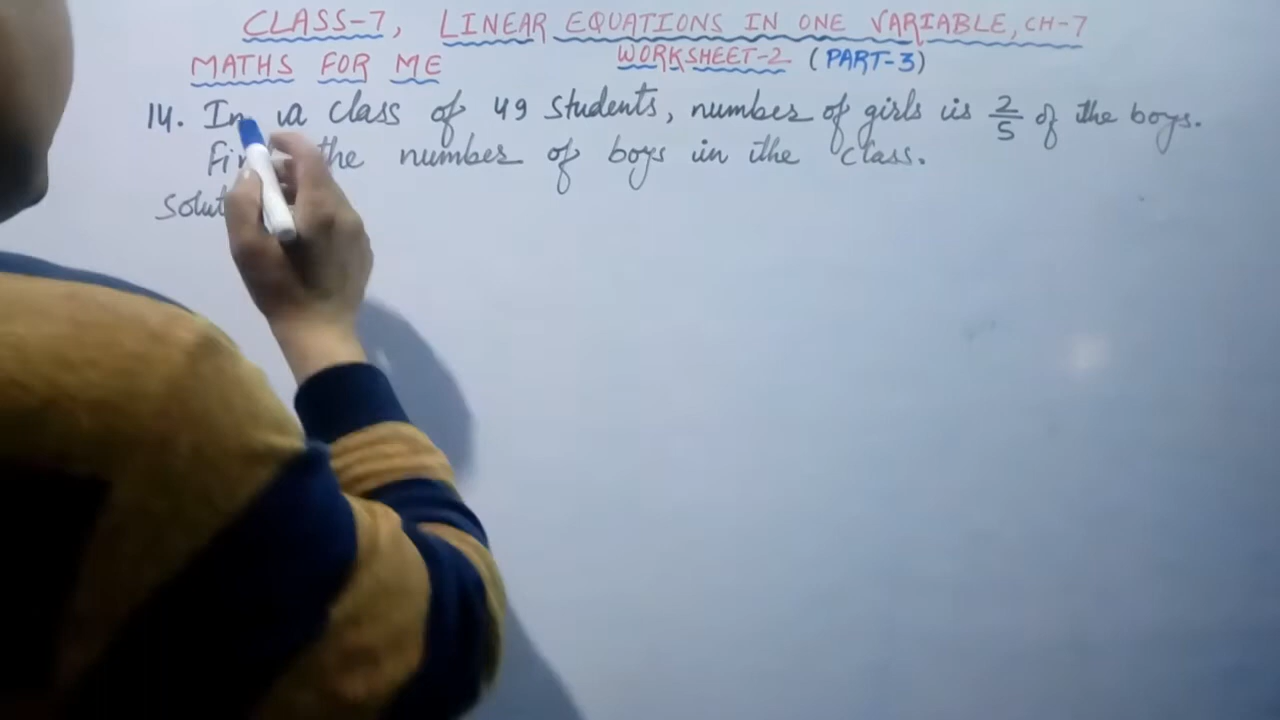 CLASS-7, LINEAR EQUATIONS IN ONE VARIABLE, CH-7
MATHS FOR ME WORKSHEET-2 (PART-3)
14. In a class of 49 students, number of girls is 2/5 of the boys.
the number of boys in the class.